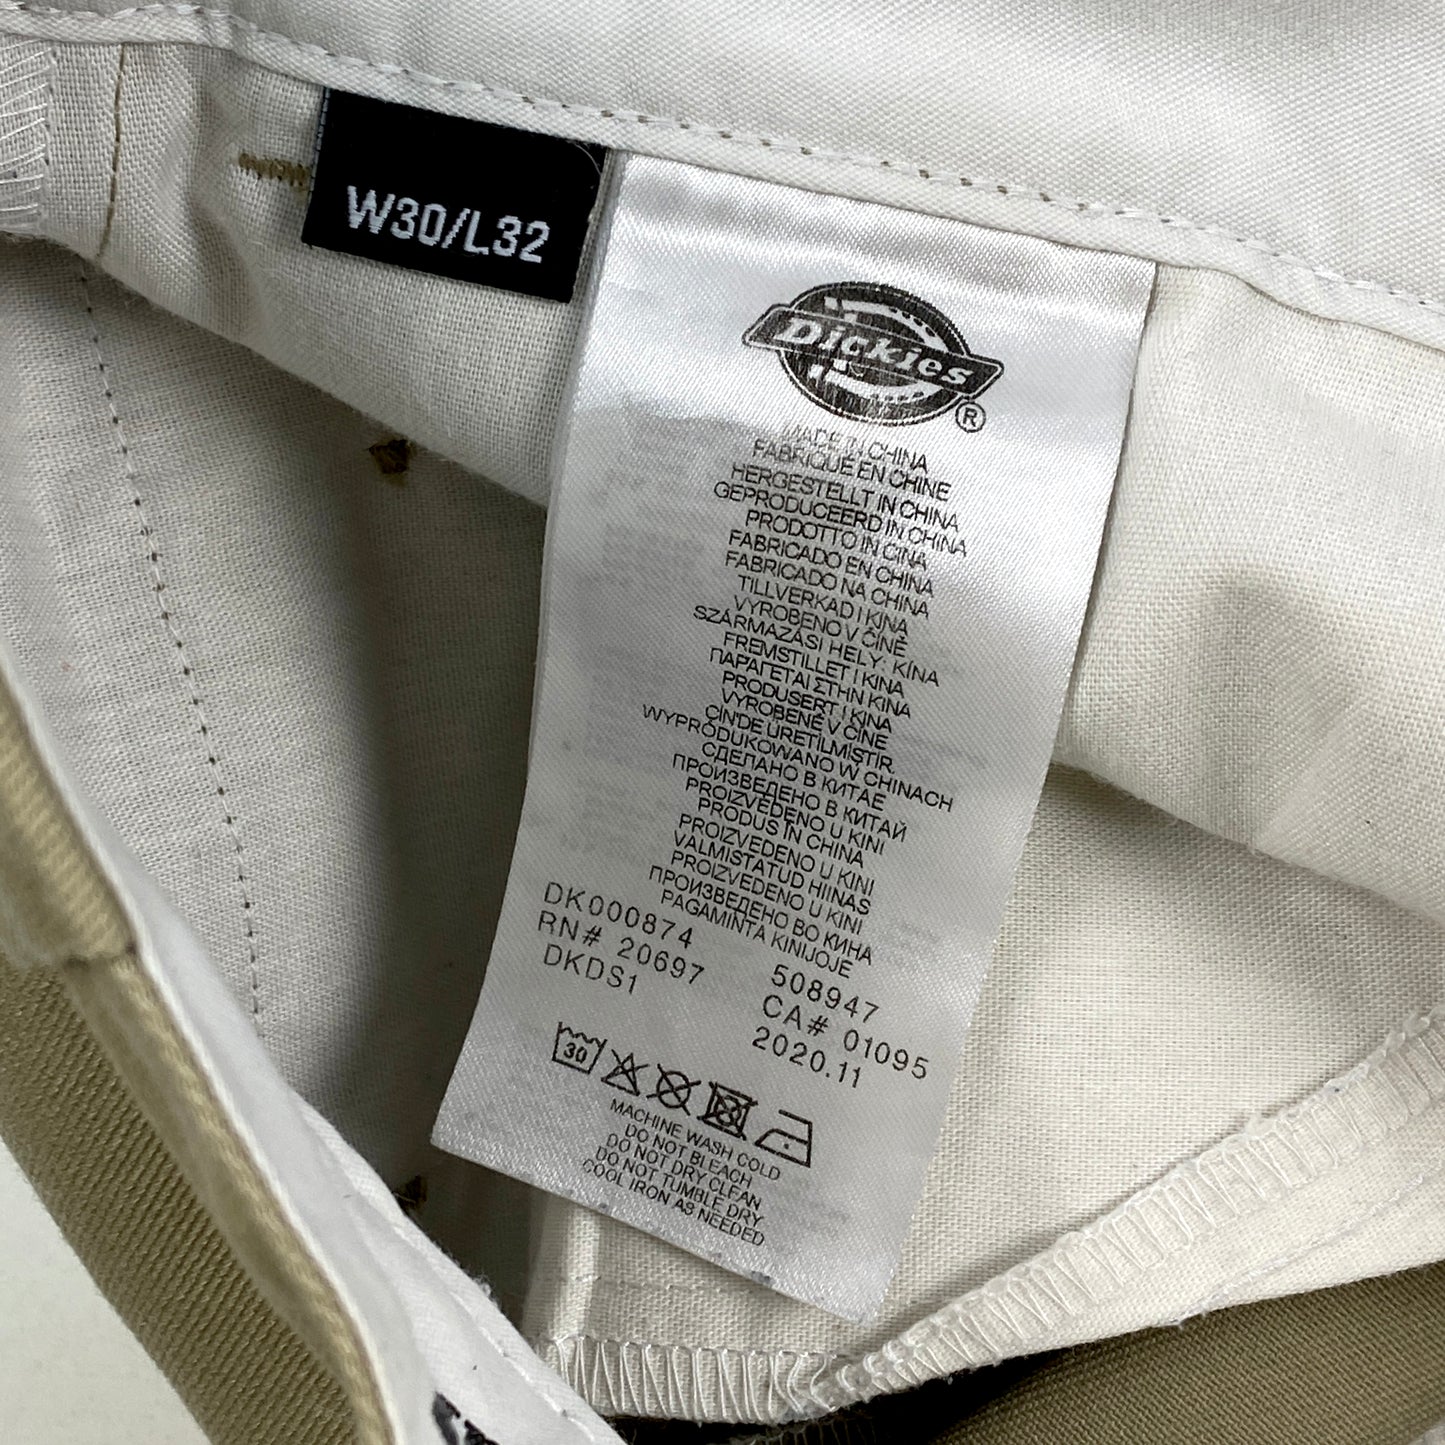 W30/L32
Dickies
®
MADE IN CHINA
FABRIQUÉ EN CHINE
HERGESTELLT IN CHINA
GEPRODUCEERD IN CHINA
PRODOTTO IN CINA
FABRICADO EN CHINA
FABRICADO NA CHINA
TILLVERKAD I KINA
VYROBENO V ČÍNĚ
SZÁRMAZÁSI HELY: KÍNA
FREMSTILLET I KINA
ΠΑΡΑΓΕΤΑΙ ΣΤΗΝ ΚΙΝΑ
PRODUSERT I KINA
VYROBENÉ V ČÍNE
ÇİN'DE ÜRETİLMİŞTİR
WYPRODUKOWANO W CHINACH
СДЕЛАНО В КИТАЕ
ПРОИЗВЕДЕНО В КИТАЙ
PROIZVEDENO U KINI
PRODUS ÎN CHINA
PROIZVEDENO U KINI
VALMISTATUD HIINAS
PROIZVEDENO U KINI
ПРОИЗВЕДЕНО ВО КИНА
PAGAMINTA KINIJOJE
DK000874 508947
RN# 20697 CA# 01095
DKDS1 2020.11
30
MACHINE WASH COLD
DO NOT BLEACH
DO NOT DRY CLEAN
DO NOT TUMBLE DRY
COOL IRON AS NEEDED